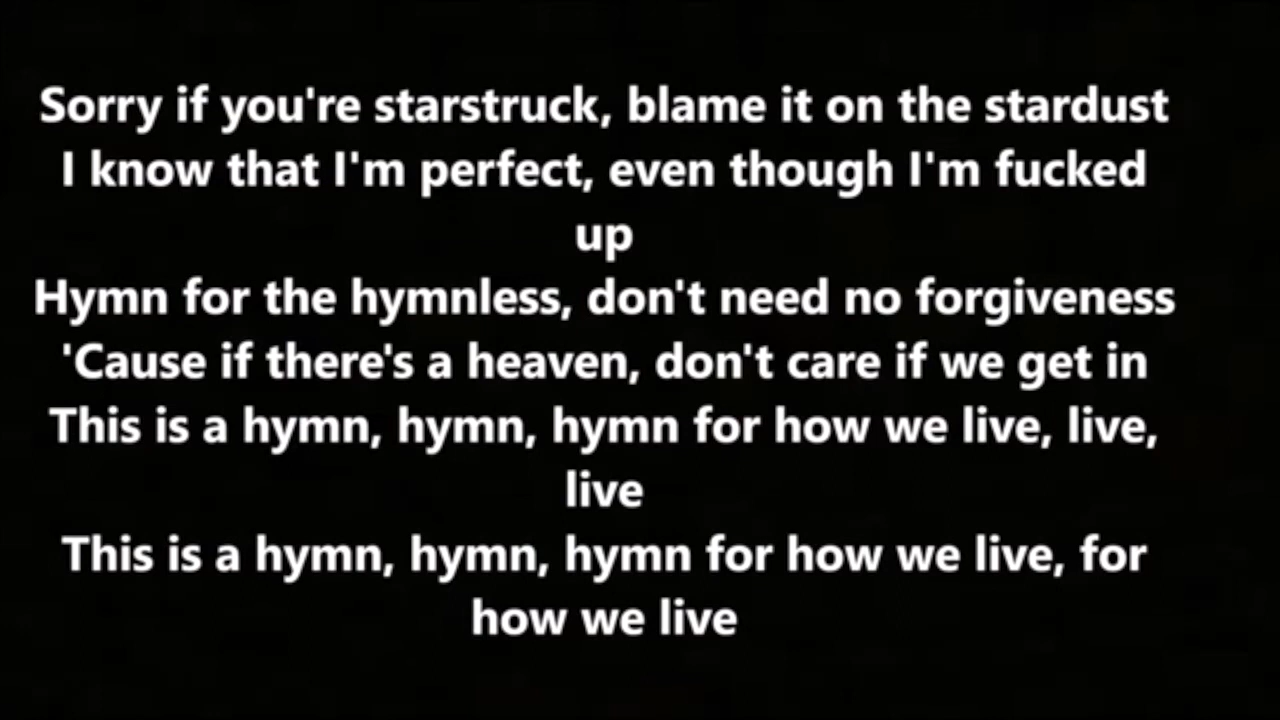 Sorry if you're starstruck, blame it on the stardust
I know that I'm perfect, even though I'm fucked
up
Hymn for the hymnless, don't need no forgiveness
'Cause if there's a heaven, don't care if we get in
This is a hymn, hymn, hymn for how we live, live,
live
This is a hymn, hymn, hymn for how we live, for
how we live